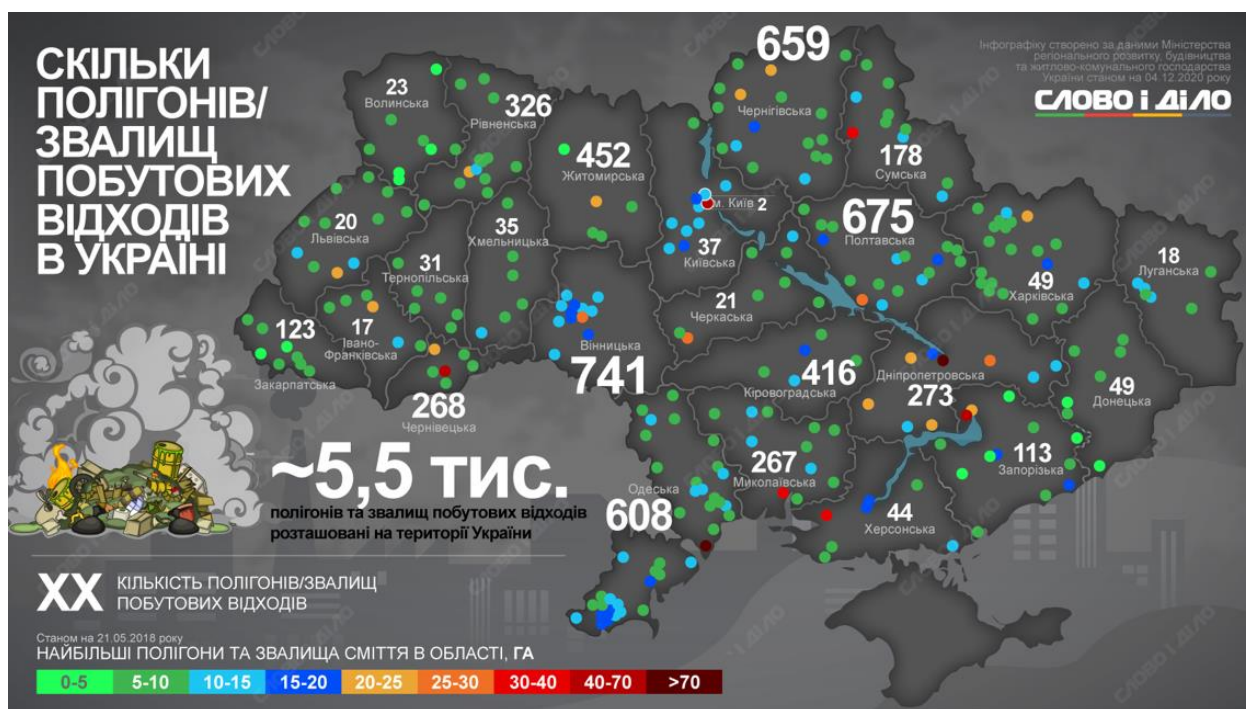 СКІЛЬКИ
ПОЛІГОНІВ/
ЗВАЛИЩ
ПОБУТОВИХ
ВІДХОДІВ
В УКРАЇНІ
Інфографіку створено за даними Міністерства
регіонального розвитку, будівництва
та житлово-комунального господарства
України станом на 04.12.2020 року
СЛОВО і ДІЛО
23
Волинська
326
Рівненська
452
Житомирська
659
Чернігівська
178
Сумська
20
Львівська
35
Хмельницька
м. Київ 2
37
Київська
675
Полтавська
49
Харківська
18
Луганська
31
Тернопільська
21
Черкаська
123
Закарпатська
17
Івано-
Франківська
268
Чернівецька
Вінницька
741
416
Кіровоградська
Дніпропетровська
273
49
Донецька
113
Запорізька
267
Миколаївська
Одеська
608
44
Херсонська
~5,5 тис.
полігонів та звалищ побутових відходів
розташовані на території України
XX КІЛЬКІСТЬ ПОЛІГОНІВ/ЗВАЛИЩ
ПОБУТОВИХ ВІДХОДІВ
Станом на 21.05.2018 року
НАЙБІЛЬШІ ПОЛІГОНИ ТА ЗВАЛИЩА СМІТТЯ В ОБЛАСТІ, ГА
0-5 5-10 10-15 15-20 20-25 25-30 30-40 40-70 >70